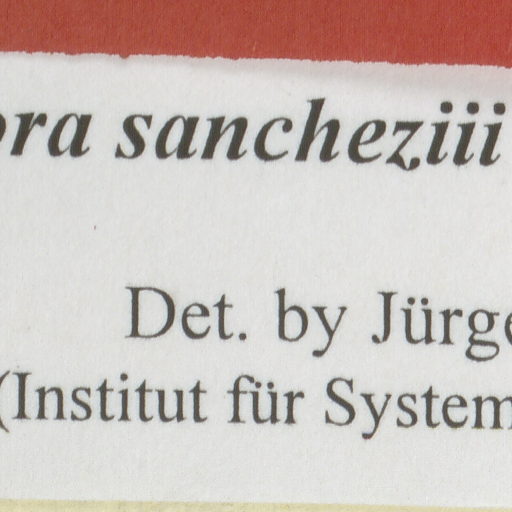 ora sancheziii
Det. by Jürge
(Institut für System